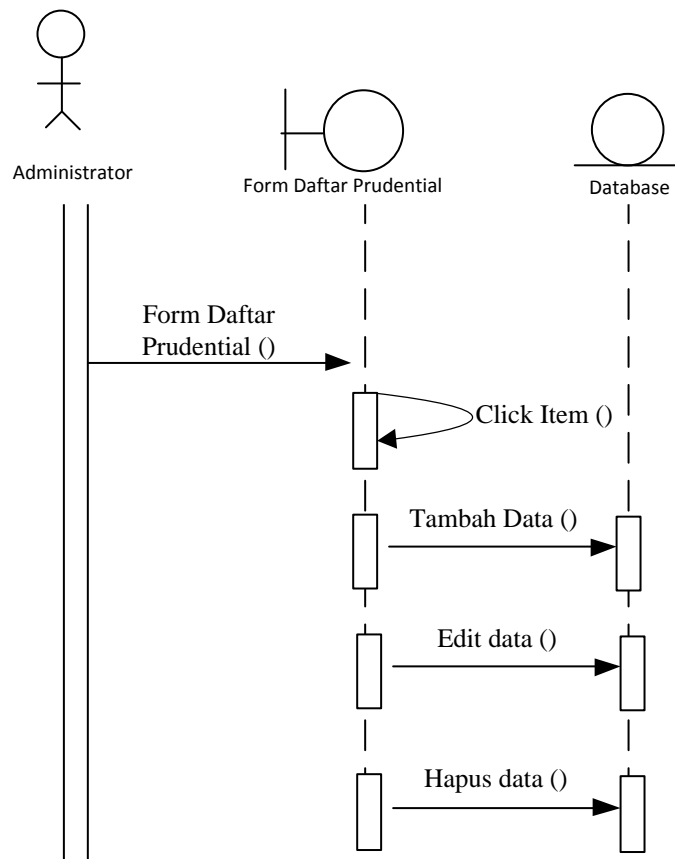 Administrator
Form Daftar Prudential
Database
Form Daftar
Prudential ()
Click Item ()
Tambah Data ()
Edit data ()
Hapus data ()